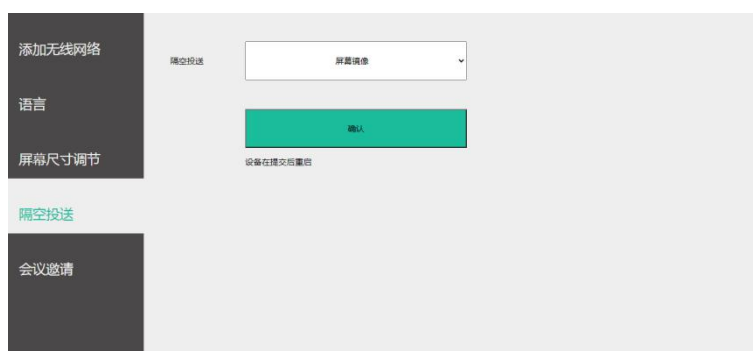 添加无线网络
语言
屏幕尺寸调节
隔空投送
会议邀请
隔空投送
屏幕镜像
确认
设备在提交后重启